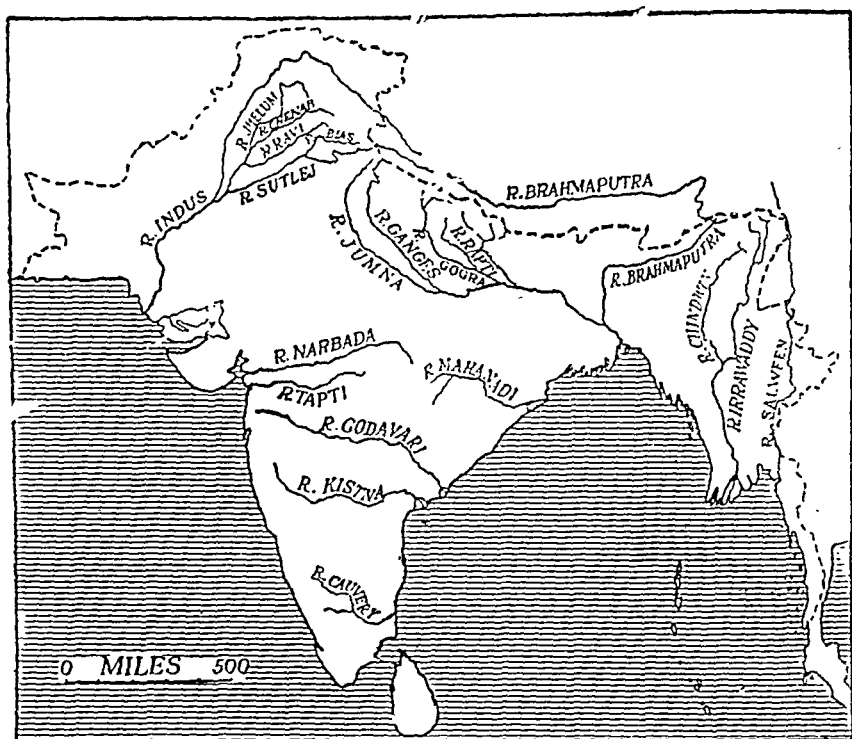 R. JHELUM
R. CHENAB
R. RAVI
R. BIAS
R. SUTLEJ
R. INDUS
R. BRAHMAPUTRA
R. JUMNA
R. GANGES
R. GOGRA
R. RAPTI
R. BRAHMAPUTRA
R. CHINDWIN
R. IRRAVADDY
R. SALWEEN
R. NARBADA
R. TAPTI
R. MAHANADI
R. GODAVARI
R. KISTNA
R. CAUVERY
0 MILES 500